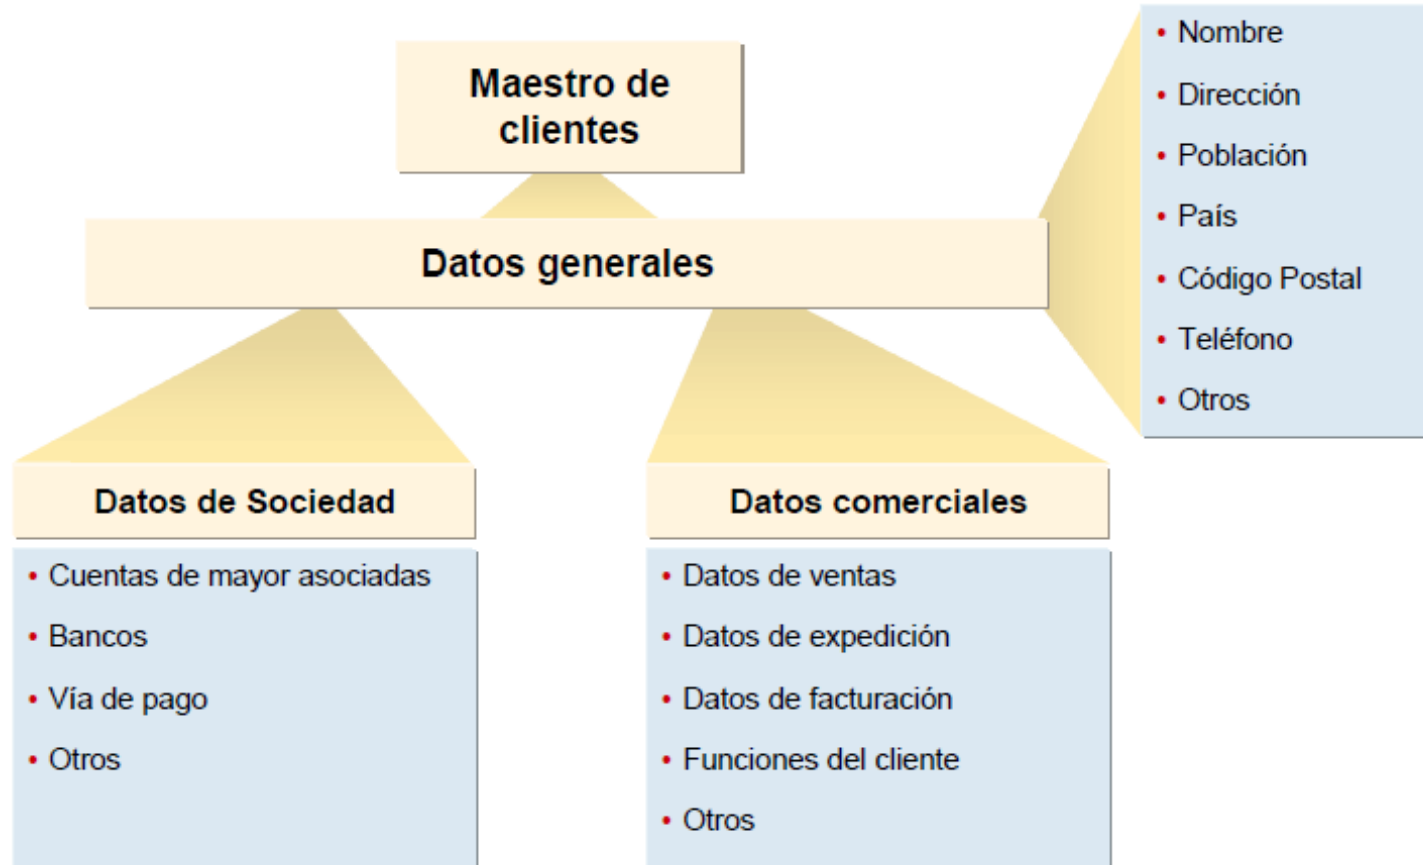 Maestro de
clientes
Datos generales
• Nombre
• Dirección
• Población
• País
• Código Postal
• Teléfono
• Otros
Datos de Sociedad
• Cuentas de mayor asociadas
• Bancos
• Vía de pago
• Otros
Datos comerciales
• Datos de ventas
• Datos de expedición
• Datos de facturación
• Funciones del cliente
• Otros